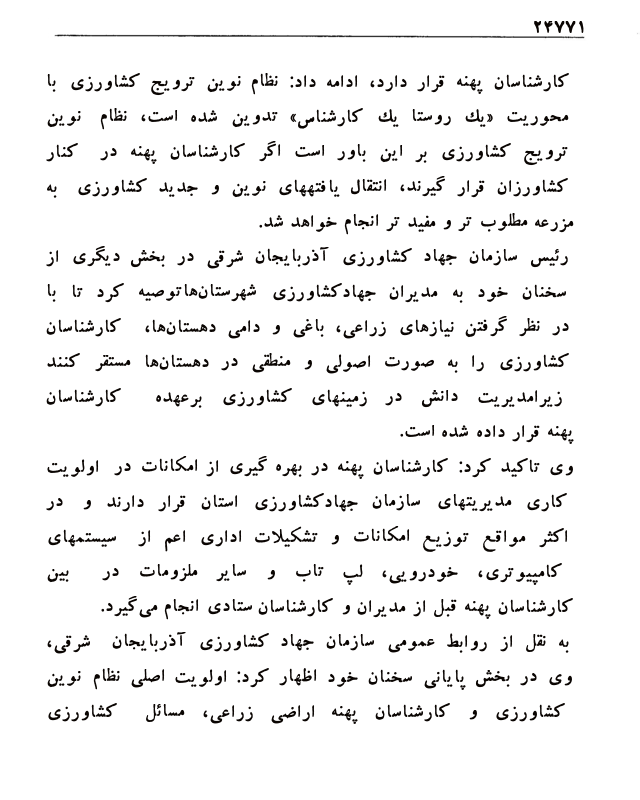 ۲۴۷۷۱
کارشناسان پهنه قرار دارد، ادامه داد: نظام نوین ترویج کشاورزی با
محوریت «یك روستا یك کارشناس» تدوین شده است، نظام نوین
ترویج کشاورزی بر این باور است اگر کارشناسان پهنه در کنار
کشاورزان قرار گیرند، انتقال یافتههای نوین و جدید کشاورزی به
مزرعه مطلوب تر و مفید تر انجام خواهد شد.
رئیس سازمان جهاد کشاورزی آذربایجان شرقی در بخش دیگری از
سخنان خود به مدیران جهادکشاورزی شهرستان‌هاتوصیه کرد تا با
در نظر گرفتن نیازهای زراعی، باغی و دامی دهستان‌ها، کارشناسان
کشاورزی را به صورت اصولی و منطقی در دهستان‌ها مستقر کنند
زیرامدیریت دانش در زمینهای کشاورزی برعهده کارشناسان
پهنه قرار داده شده است.
وی تاکید کرد: کارشناسان پهنه در بهره گیری از امکانات در اولویت
کاری مدیریتهای سازمان جهادکشاورزی استان قرار دارند و در
اکثر مواقع توزیع امکانات و تشکیلات اداری اعم از سیستمهای
کامپیوتری، خودرویی، لپ تاب و سایر ملزومات در بین
کارشناسان پهنه قبل از مدیران و کارشناسان ستادی انجام می‌گیرد.
به نقل از روابط عمومی سازمان جهاد کشاورزی آذربایجان شرقی،
وی در بخش پایانی سخنان خود اظهار کرد: اولویت اصلی نظام نوین
کشاورزی و کارشناسان پهنه اراضی زراعی، مسائل کشاورزی